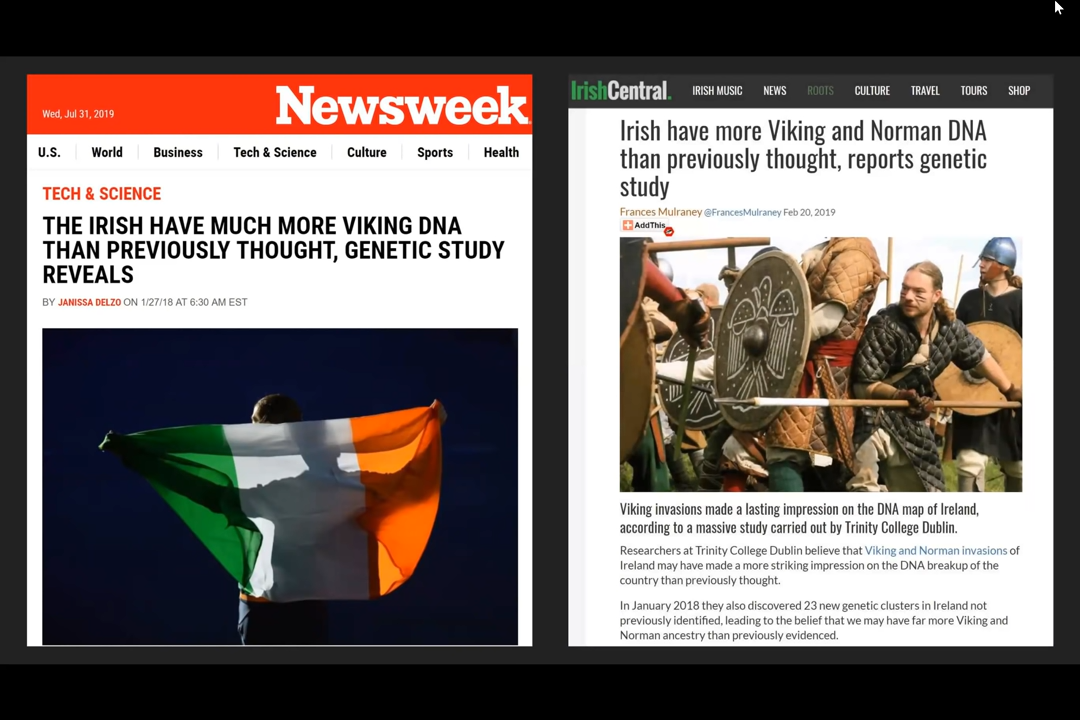 Wed, Jul 31, 2019
Newsweek
U.S. World Business Tech & Science Culture Sports Health
TECH & SCIENCE
THE IRISH HAVE MUCH MORE VIKING DNA
THAN PREVIOUSLY THOUGHT, GENETIC STUDY
REVEALS
BY JANISSA DELZO ON 1/27/18 AT 6:30 AM EST
IrishCentral.
IRISH MUSIC NEWS ROOTS CULTURE TRAVEL TOURS SHOP
Irish have more Viking and Norman DNA
than previously thought, reports genetic
study
Frances Mulraney @FrancesMulraney Feb 20, 2019
AddThis
Viking invasions made a lasting impression on the DNA map of Ireland,
according to a massive study carried out by Trinity College Dublin.
Researchers at Trinity College Dublin believe that Viking and Norman invasions of
Ireland may have made a more striking impression on the DNA breakup of the
country than previously thought.
In January 2018 they also discovered 23 new genetic clusters in Ireland not
previously identified, leading to the belief that we may have far more Viking and
Norman ancestry than previously evidenced.